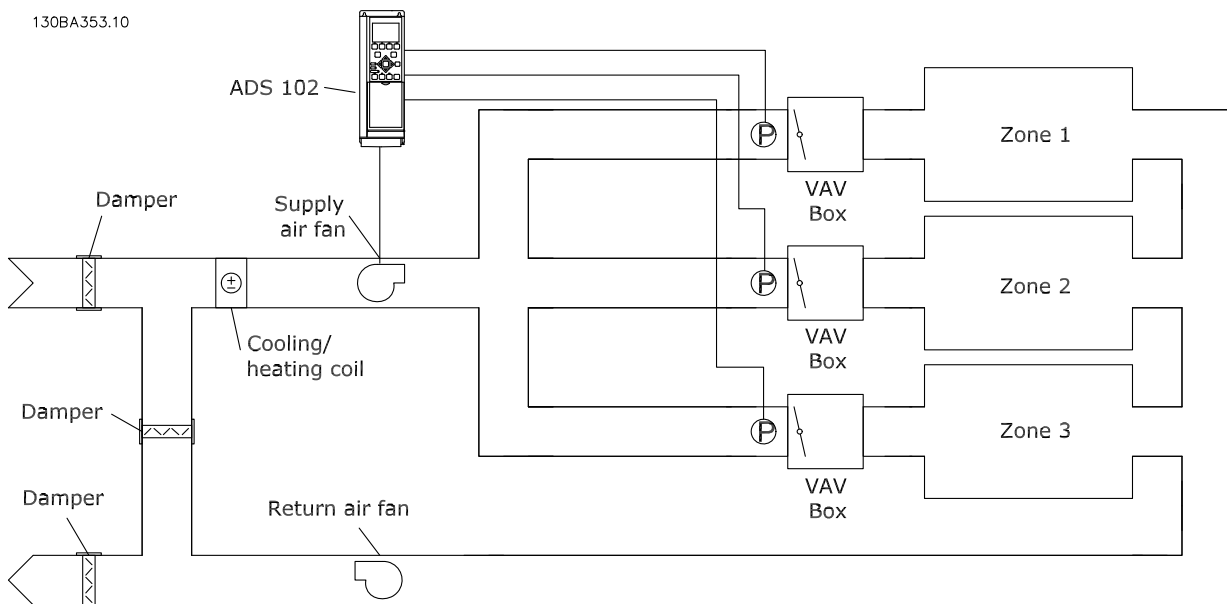 130BA353.10
ADS 102
Zone 1
VAV
Box
Damper
Supply
air fan
Zone 2
Cooling/
heating coil
VAV
Box
Damper
Zone 3
VAV
Box
Damper
Return air fan
P
P
P
±